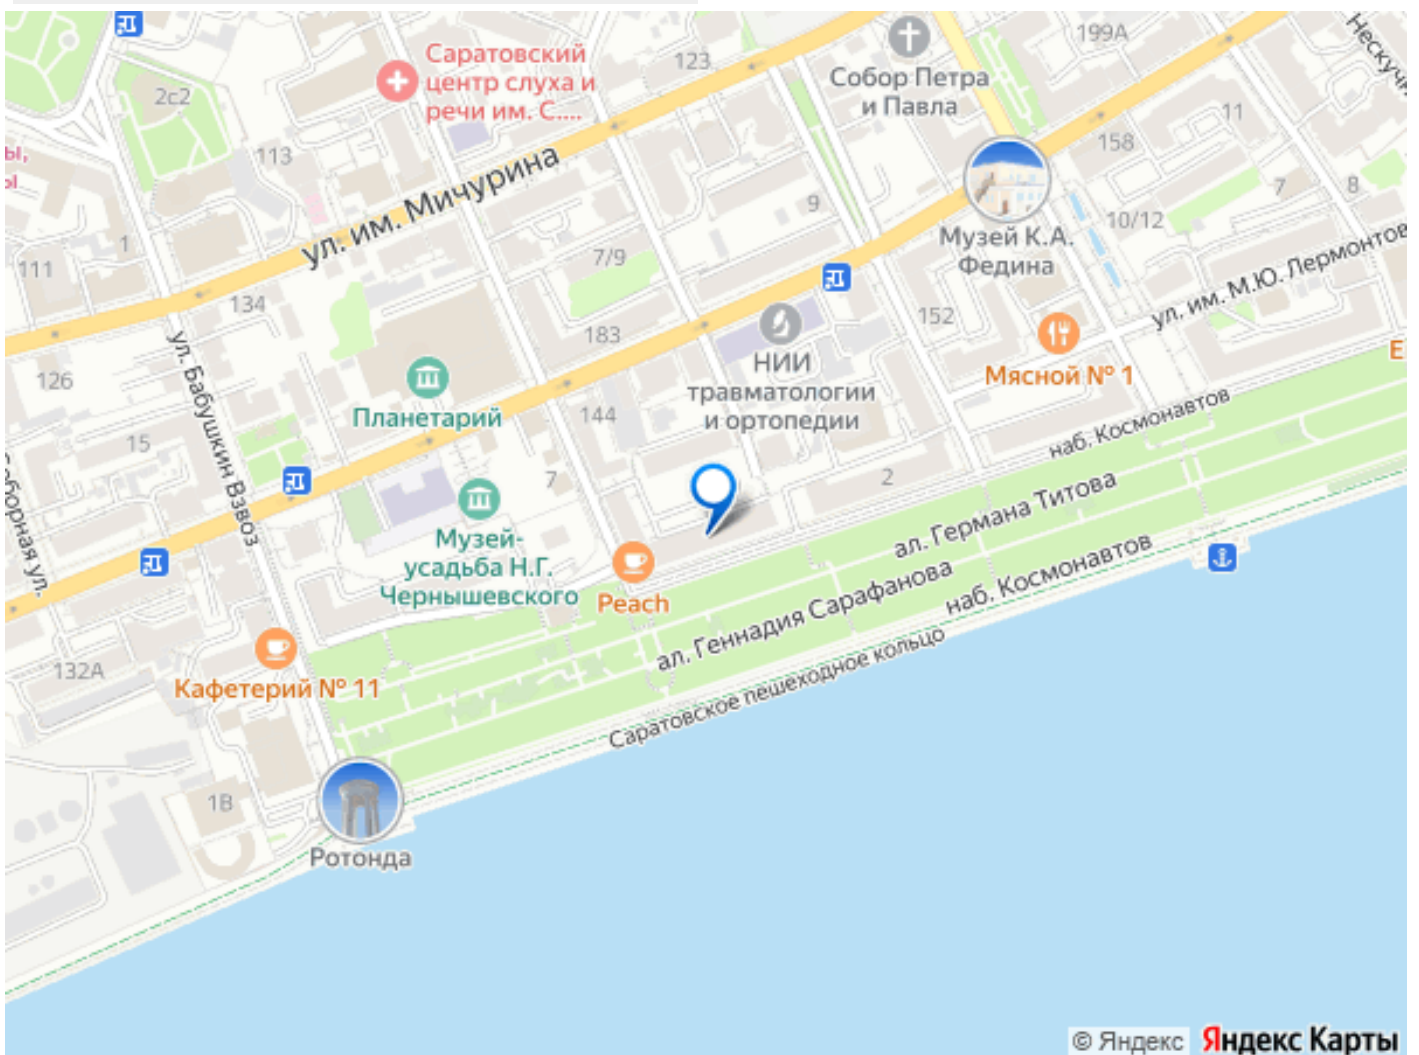 199А
Нескучн
Саратовский
центр слуха и
речи им. С....
123
Собор Петра
и Павла
2с2
11
158
113
ы,
ы
ул. им. Мичурина
7
8
9
10/12
Музей К.А.
Федина
1
111
7/9
ул. им. М.Ю. Лермонтов
134
152
183
НИИ
травматологии
и ортопедии
Мясной № 1
ул. Бабушкин Взвоз
126
Планетарий
144
наб. Космонавтов
15
7
2
ал. Германа Титова
Соборная ул.
Музей-
усадьба Н.Г.
Чернышевского
Peach
ал. Геннадия Сарафанова
наб. Космонавтов
132А
Кафетерий № 11
Саратовское пешеходное кольцо
1В
Ротонда
© Яндекс Яндекс Карты